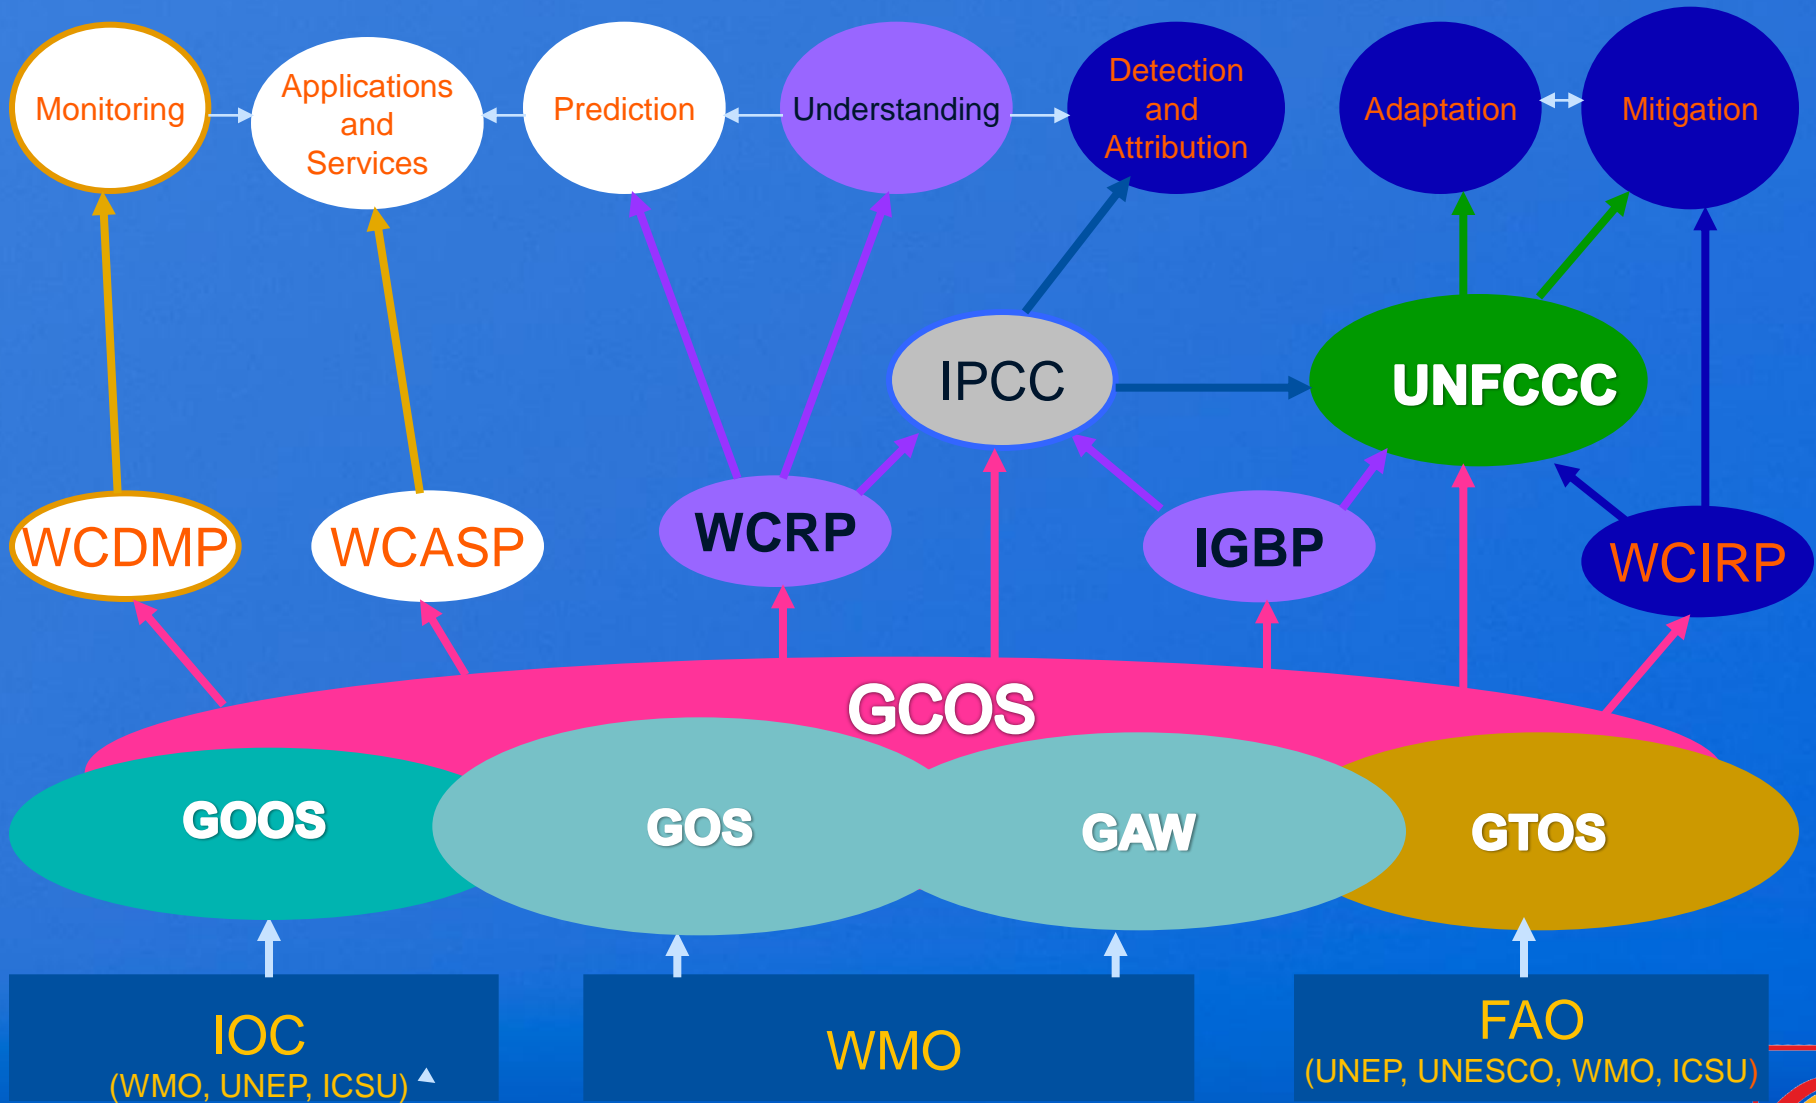 Monitoring
Applications
and
Services
Prediction
Understanding
Detection
and
Attribution
Adaptation
Mitigation
IPCC
UNFCCC
WCDMP
WCASP
WCRP
IGBP
WCIRP
GCOS
GOOS
GOS
GAW
GTOS
IOC
(WMO, UNEP, ICSU)
WMO
FAO
(UNEP, UNESCO, WMO, ICSU)